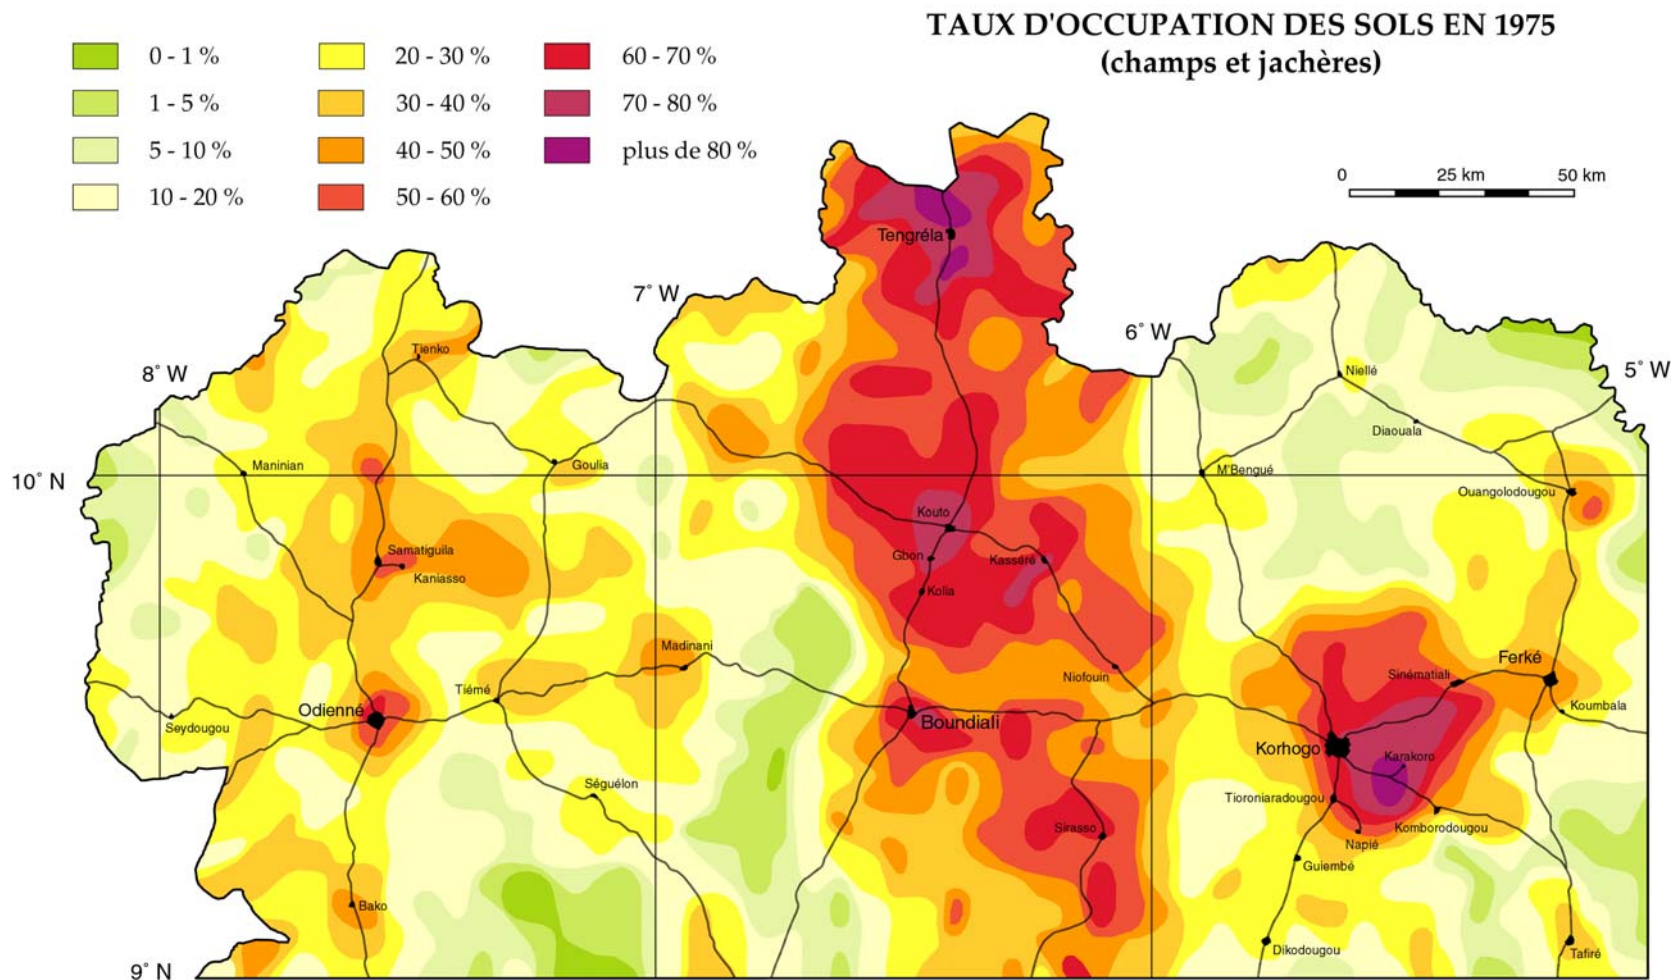 TAUX D'OCCUPATION DES SOLS EN 1975
(champs et jachères)
0 - 1 %
20 - 30 %
60 - 70 %
1 - 5 %
30 - 40 %
70 - 80 %
5 - 10 %
40 - 50 %
plus de 80 %
10 - 20 %
50 - 60 %
0 25 km 50 km
Tengréla
7° W
6° W
8° W
5° W
Tienko
Niellé
Diaouala
Maninian
Goulia
M'Bengué
10° N
Ouangolodougou
Kouto
Samatiguila
Gbon
Kasséré
Kaniasso
Kolia
Madinani
Ferké
Niofouin
Sinématiali
Tiémé
Odienné
Koumbala
Seydougou
Boundiali
Korhogo
Karakoro
Séguélon
Tioroniaradougou
Sirasso
Komborodougou
Napié
Guiembé
Bako
Dikodougou
Tafiré
9° N